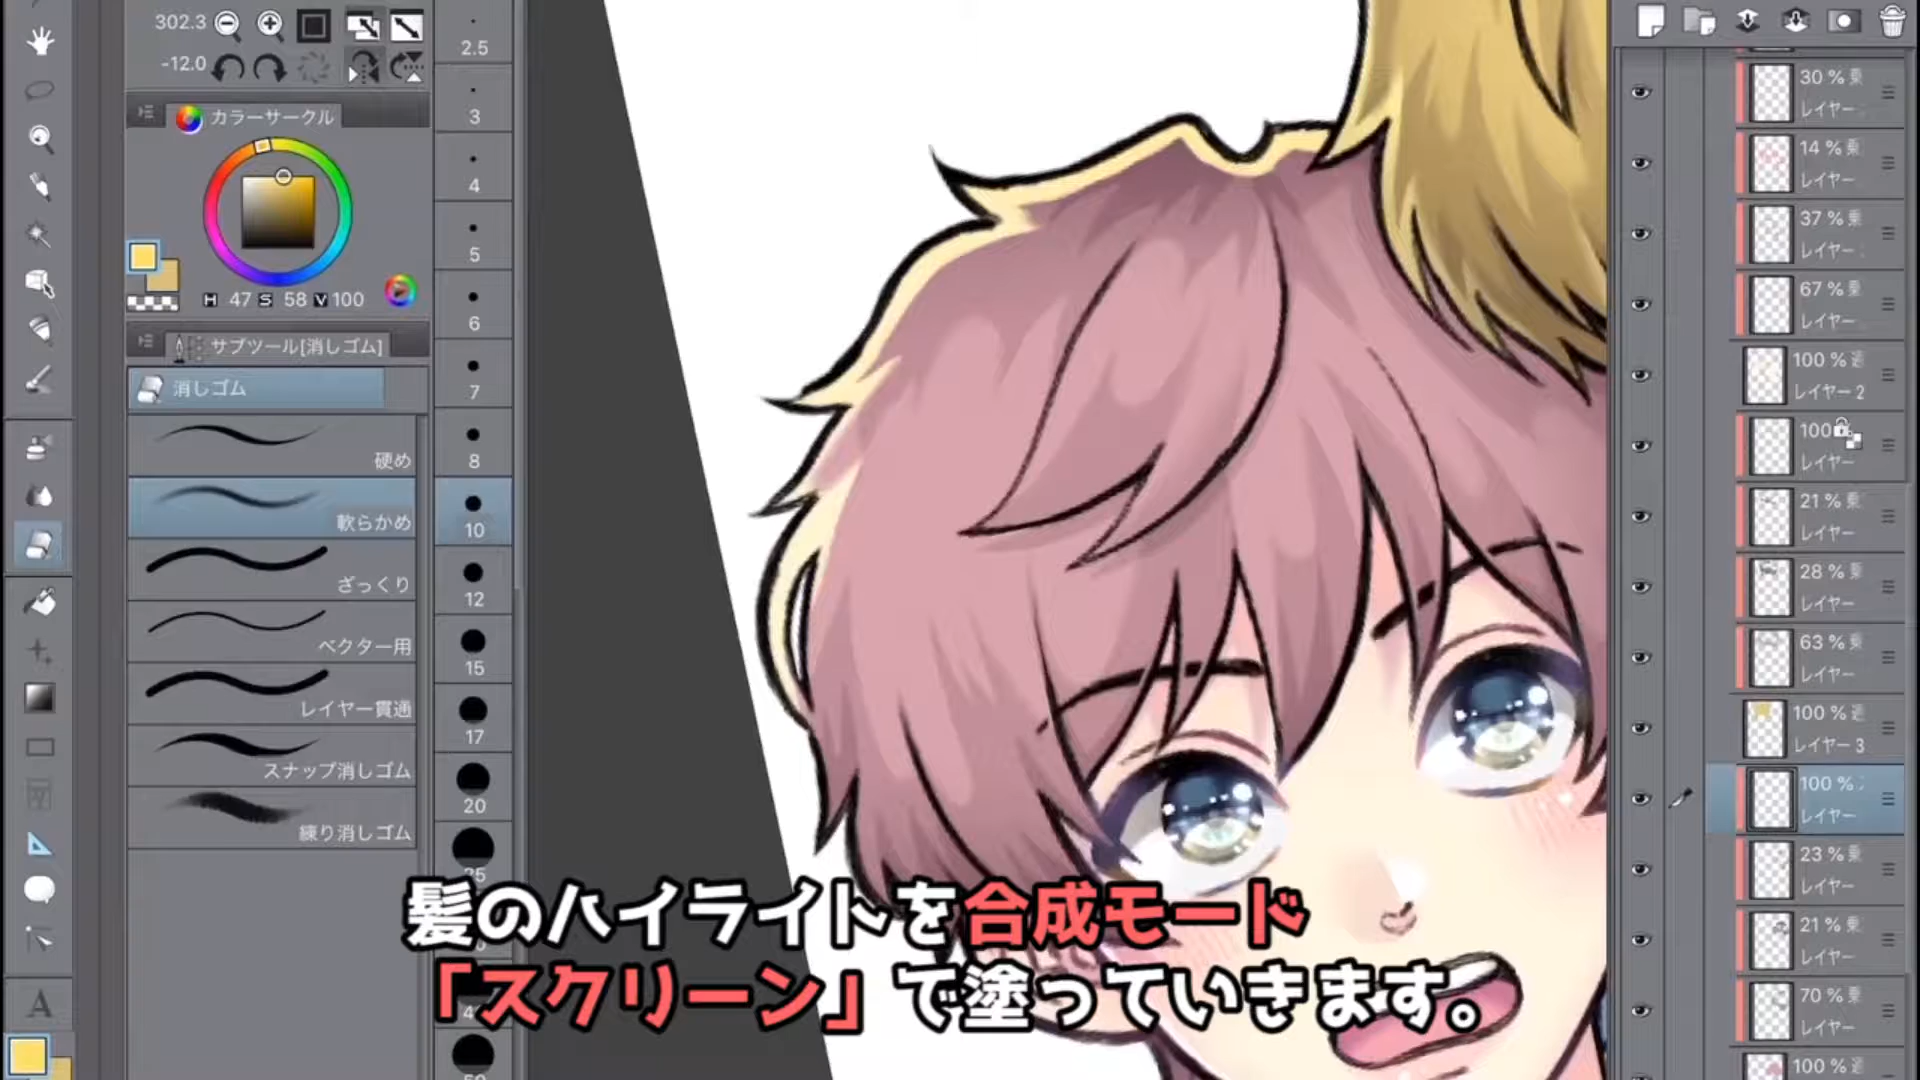 302.3
-12.0
カラーサークル
H 47 S 58 V 100
サブツール[消しゴム]
消しゴム
硬め
軟らかめ
ざっくり
ベクター用
レイヤー貫通
スナップ消しゴム
練り消しゴム
2.5
3
4
5
6
7
8
10
12
15
17
20
25
30 %
レイヤー
14 %
レイヤー
37 %
レイヤー
67 %
レイヤー
100 %
レイヤー 2
100
レイヤー
21 %
レイヤー
28 %
レイヤー
63 %
レイヤー
100 %
レイヤー 3
100 %
レイヤー
23 %
レイヤー
21 %
レイヤー
70 %
レイヤー
100 %
髪のハイライトを合成モード
「スクリーン」で塗っていきます。